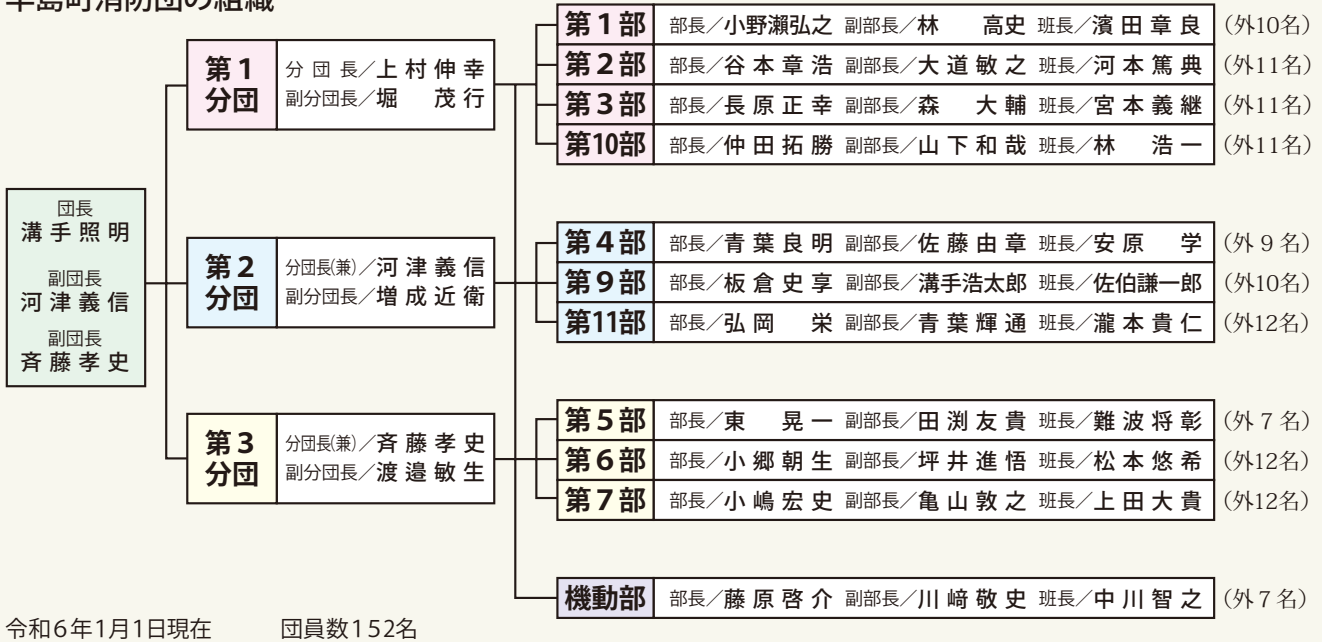 早島町消防団の組織
団長
溝手照明
副団長
河津義信
副団長
斉藤孝史
第1分団
分団長／上村伸幸
副分団長／堀　茂行
第1部 部長／小野瀬弘之 副部長／林　高史 班長／濱田章良 (外10名)
第2部 部長／谷本章浩 副部長／大道敏之 班長／河本篤典 (外11名)
第3部 部長／長原正幸 副部長／森　大輔 班長／宮本義継 (外11名)
第10部 部長／仲田拓勝 副部長／山下和哉 班長／林　浩一 (外11名)
第2分団
分団長(兼)／河津義信
副分団長／増成近衛
第4部 部長／青葉良明 副部長／佐藤由章 班長／安原　学 (外9名)
第9部 部長／板倉史享 副部長／溝手浩太郎 班長／佐伯謙一郎 (外10名)
第11部 部長／弘岡　栄 副部長／青葉輝通 班長／瀧本貴仁 (外12名)
第3分団
分団長(兼)／斉藤孝史
副分団長／渡邉敏生
第5部 部長／東　晃一 副部長／田渕友貴 班長／難波将彰 (外7名)
第6部 部長／小郷朝生 副部長／坪井進悟 班長／松本悠希 (外12名)
第7部 部長／小嶋宏史 副部長／亀山敦之 班長／上田大貴 (外12名)
機動部 部長／藤原啓介 副部長／川﨑敬史 班長／中川智之 (外7名)
令和6年1月1日現在　団員数152名